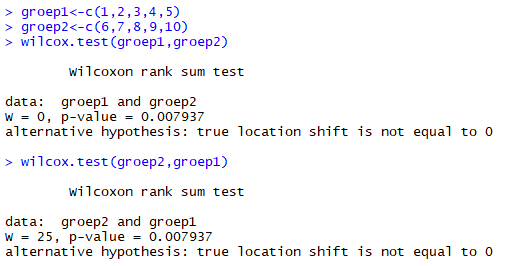 > groep1<-c(1,2,3,4,5)
> groep2<-c(6,7,8,9,10)
> wilcox.test(groep1,groep2)
Wilcoxon rank sum test
data:  groep1 and groep2
W = 0, p-value = 0.007937
alternative hypothesis: true location shift is not equal to 0
> wilcox.test(groep2,groep1)
Wilcoxon rank sum test
data:  groep2 and groep1
W = 25, p-value = 0.007937
alternative hypothesis: true location shift is not equal to 0